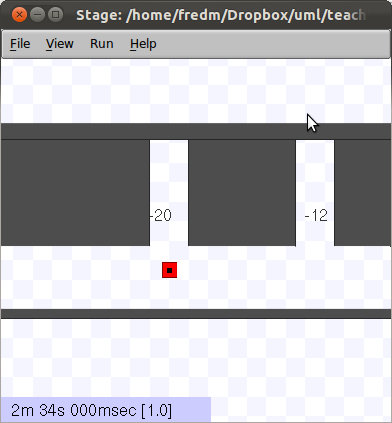 Stage: /home/fredm/Dropbox/uml/teach
File View Run Help
-20 -12
2m 34s 000msec [1.0]